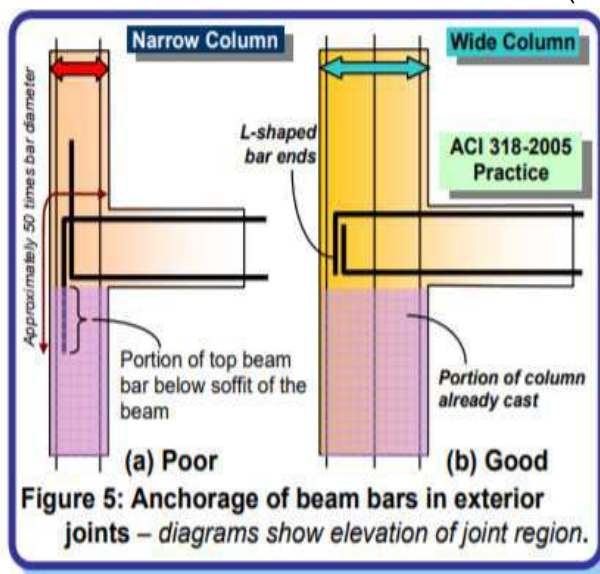 Narrow Column
Wide Column
Approximately 50 times bar diameter
L-shaped
bar ends
ACI 318-2005
Practice
Portion of top beam
bar below soffit of the
beam
Portion of column
already cast
(a) Poor
(b) Good
Figure 5: Anchorage of beam bars in exterior
joints – diagrams show elevation of joint region.